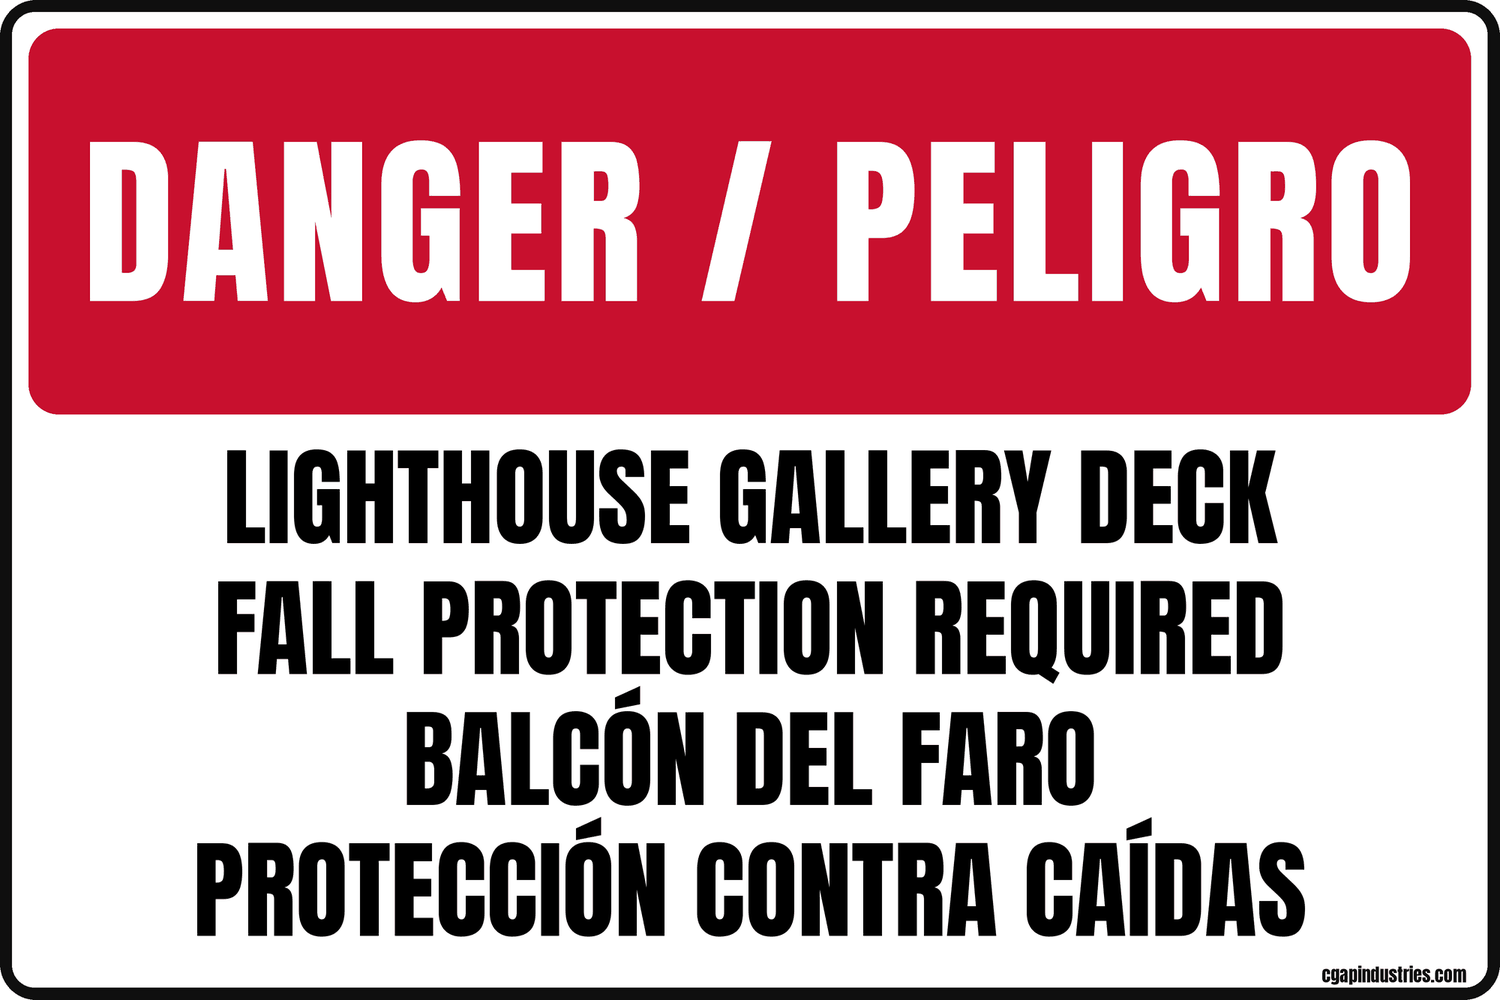 DANGER / PELIGRO
LIGHTHOUSE GALLERY DECK
FALL PROTECTION REQUIRED
BALCÓN DEL FARO
PROTECCIÓN CONTRA CAÍDAS
cgapindustries.com